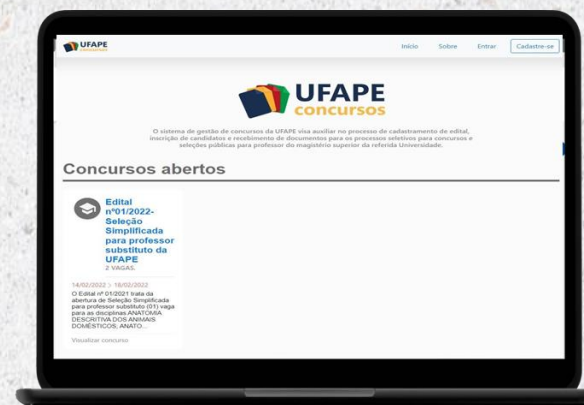 UFAPE
concursos
Início Sobre Entrar Cadastre-se
UFAPE
concursos
O sistema de gestão de concursos da UFAPE visa auxiliar no processo de cadastramento de edital,
inscrição de candidatos e recebimento de documentos para os processos seletivos para concursos e
seleções públicas para professor do magistério superior da referida Universidade.
Concursos abertos
Edital
nº01/2022-
Seleção
Simplificada
para professor
substituto da
UFAPE
2 VAGAS.
14/02/2022 > 18/02/2022
O Edital nº 01/2021 trata da
abertura de Seleção Simplificada
para professor substituto (01) vaga
para as disciplinas ANATOMIA
DESCRITIVA DOS ANIMAIS
DOMÉSTICOS; ANATO...
Visualizar concurso